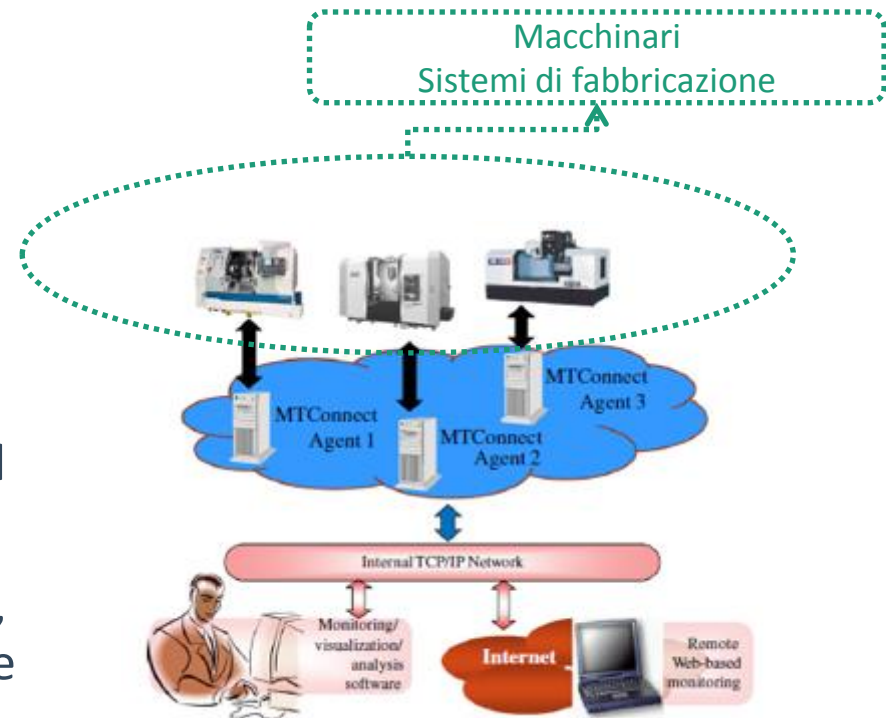 Macchinari
Sistemi di fabbricazione
MTConnect
Agent 3
MTConnect
Agent 1
MTConnect
Agent 2
Internal TCP/IP Network
Monitoring/
visualization/
analysis
software
Internet
Remote
Web-based
monitoring
,
e